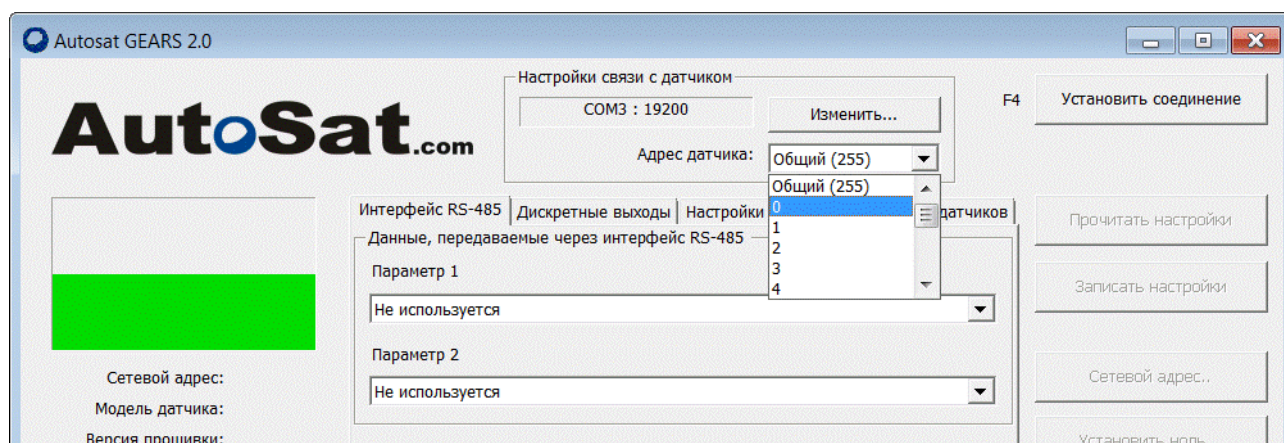 Autosat GEARS 2.0
AutoSat.com
Настройки связи с датчиком
COM3 : 19200
Изменить...
Адрес датчика:
Общий (255)
Общий (255)
0
1
2
3
4
F4
Установить соединение
Интерфейс RS-485
Дискретные выходы
Настройки
датчиков
Данные, передаваемые через интерфейс RS-485
Параметр 1
Не используется
Параметр 2
Не используется
Прочитать настройки
Записать настройки
Сетевой адрес..
Установить ноль
Сетевой адрес:
Модель датчика:
Версия прошивки: